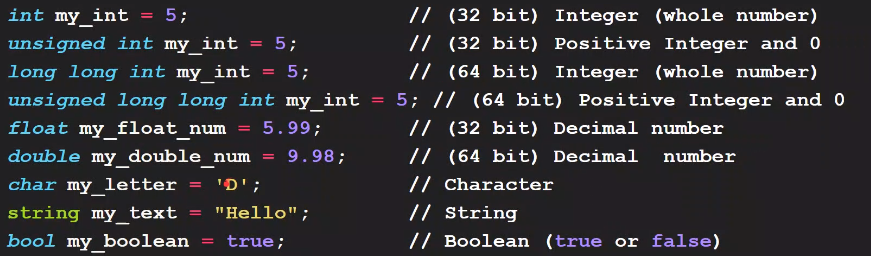 int my_int = 5; // (32 bit) Integer (whole number)
unsigned int my_int = 5; // (32 bit) Positive Integer and 0
long long int my_int = 5; // (64 bit) Integer (whole number)
unsigned long long int my_int = 5; // (64 bit) Positive Integer and 0
float my_float_num = 5.99; // (32 bit) Decimal number
double my_double_num = 9.98; // (64 bit) Decimal number
char my_letter = 'D'; // Character
string my_text = "Hello"; // String
bool my_boolean = true; // Boolean (true or false)